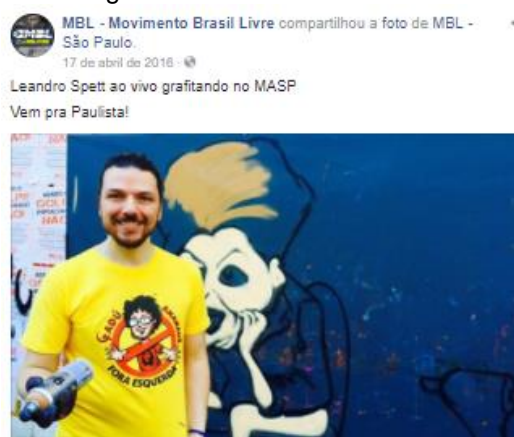 MBL - Movimento Brasil Livre compartilhou a foto de MBL -
São Paulo.
17 de abril de 2016 ·
Leandro Spett ao vivo grafitando no MASP
Vem pra Paulista!
FORA ESQUERDA